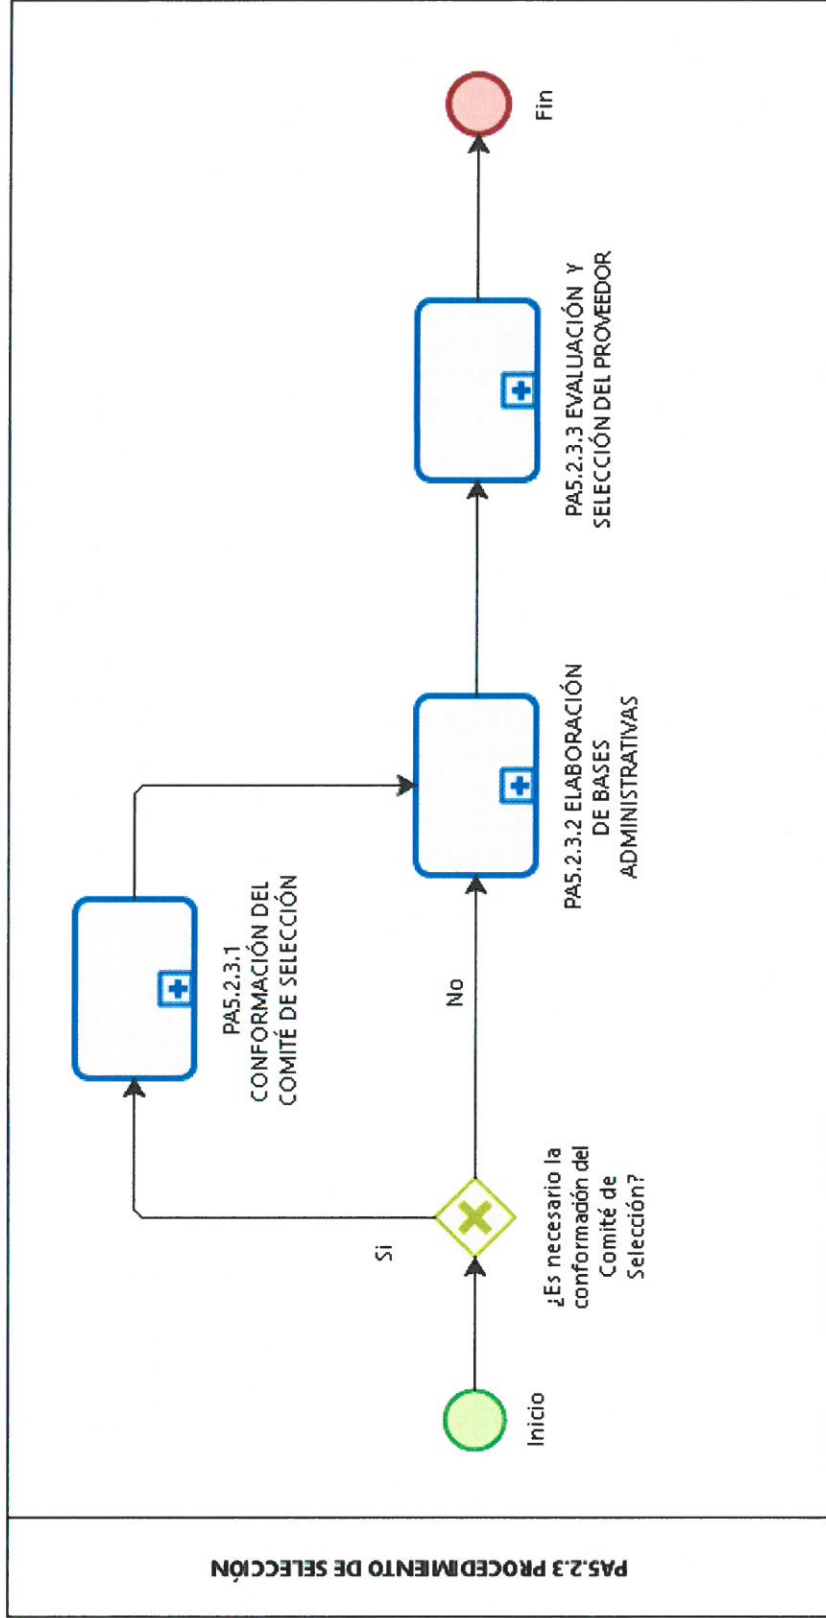 PA5.2.3 PROCEDIMIENTO DE SELECCIÓN
Inicio
¿Es necesario la
conformación del
Comité de
Selección?
Si
No
PA5.2.3.1
CONFORMACIÓN DEL
COMITÉ DE SELECCIÓN
PA5.2.3.2 ELABORACIÓN
DE BASES
ADMINISTRATIVAS
PA5.2.3.3 EVALUACIÓN Y
SELECCIÓN DEL PROVEEDOR
Fin